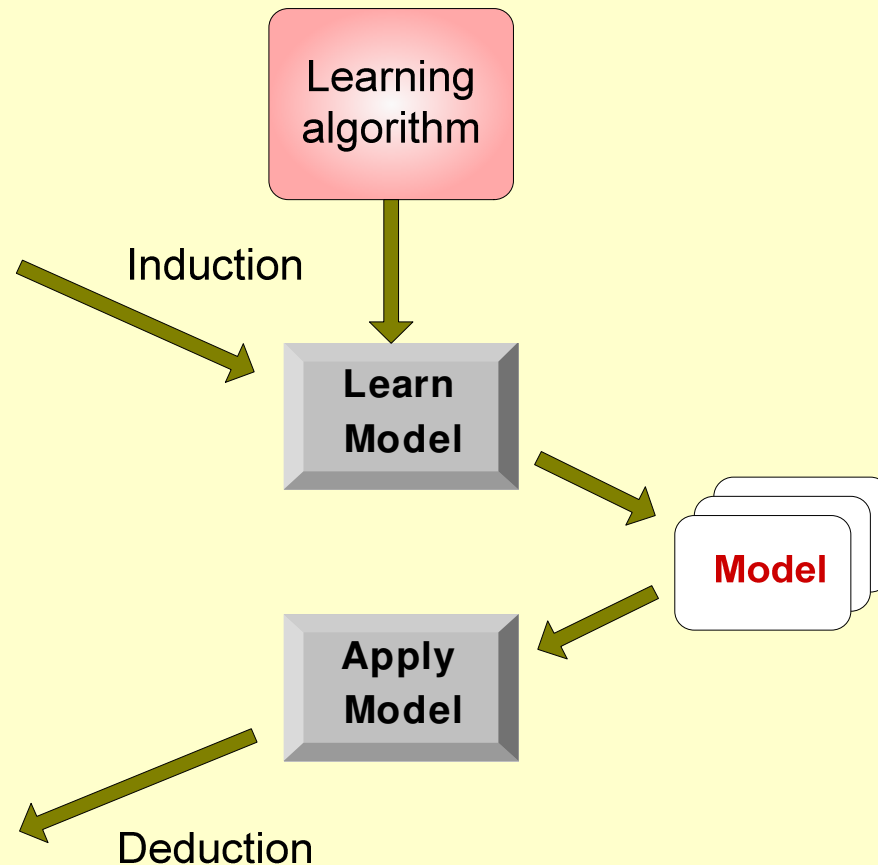 Learning
algorithm
Induction
Learn
Model
Model
Apply
Model
Deduction